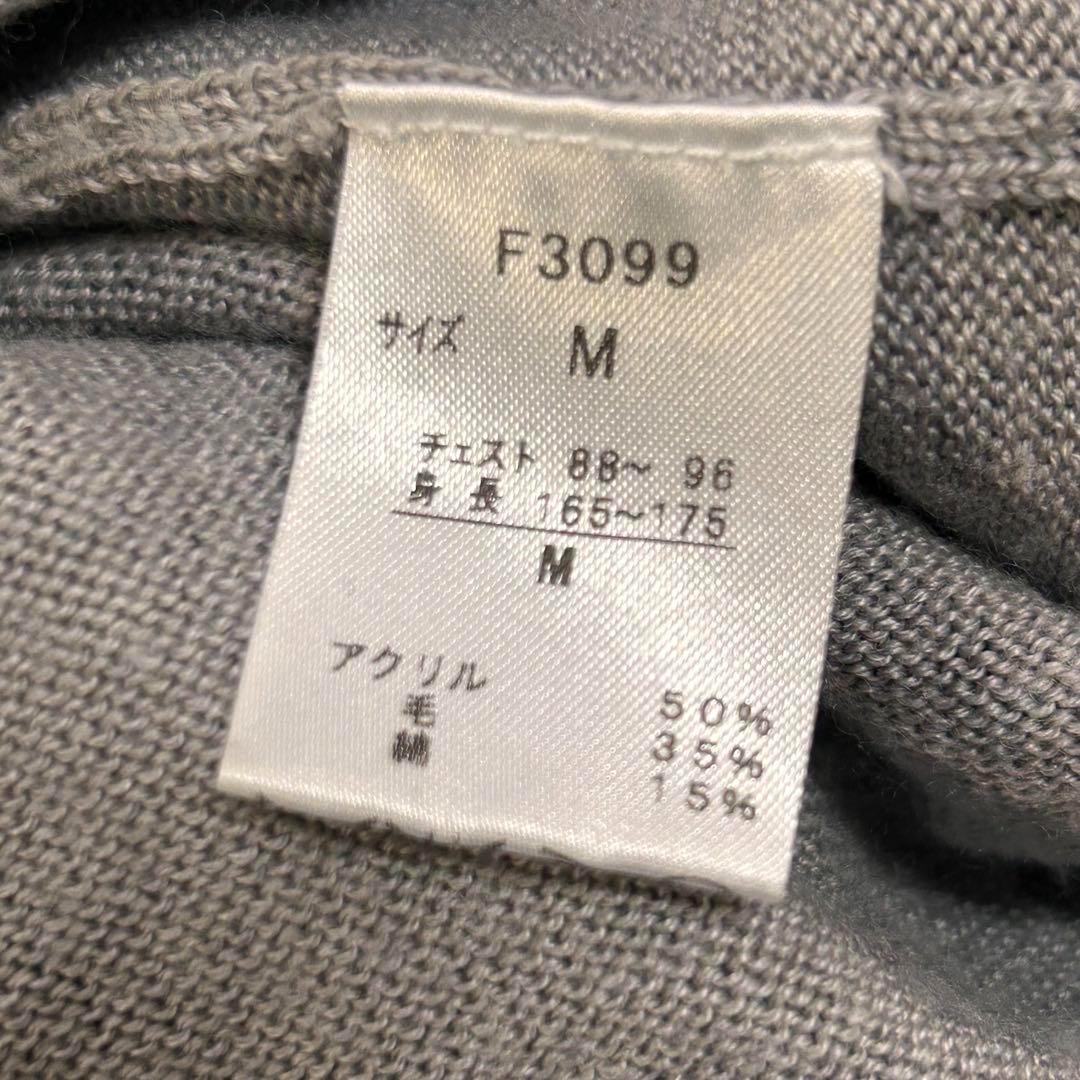 F3099
サイズ M
チェスト 88～ 96
身長 165～175
M
アクリル 50%
毛 35%
綿 15%